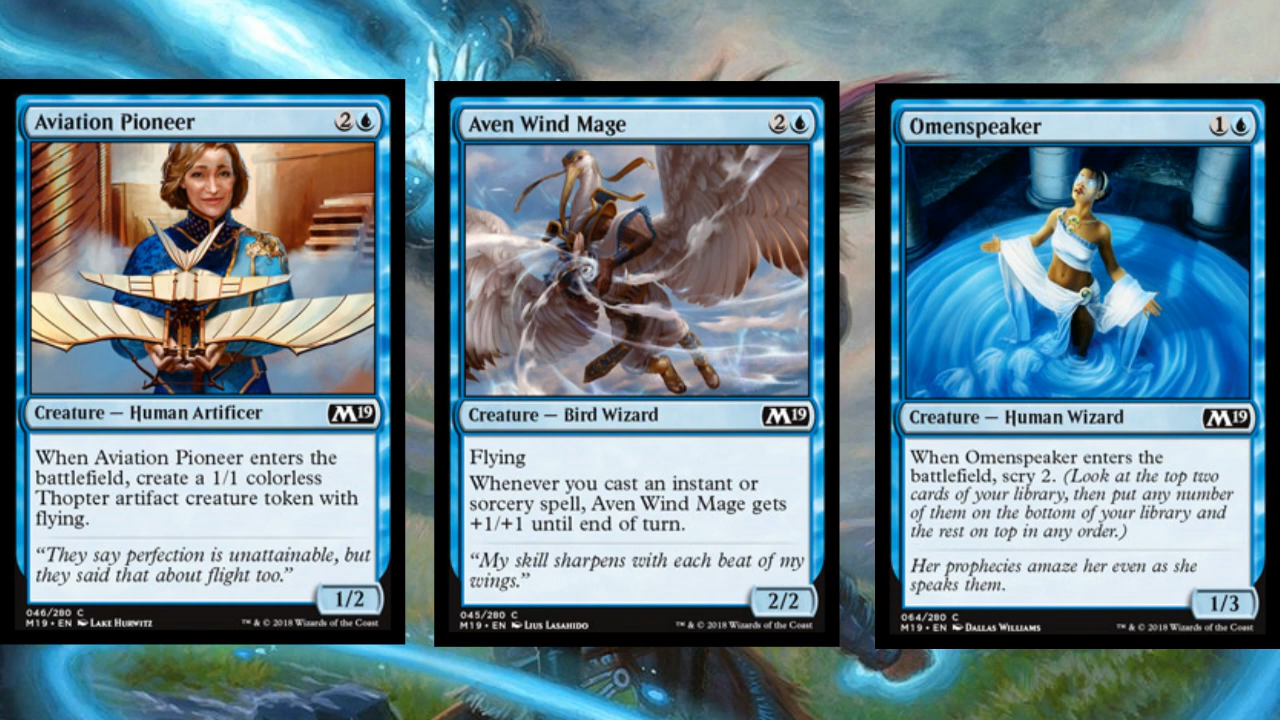 Aviation Pioneer 2
Creature — Human Artificer M19
When Aviation Pioneer enters the
battlefield, create a 1/1 colorless
Thopter artifact creature token with
flying.
“They say perfection is unattainable, but
they said that about flight too.”
1/2
046/280 C
M19 • EN Lake Hurwitz ™ & © 2018 Wizards of the Coast
Aven Wind Mage 2
Creature — Bird Wizard M19
Flying
Whenever you cast an instant or
sorcery spell, Aven Wind Mage gets
+1/+1 until end of turn.
“My skill sharpens with each beat of my
wings.”
2/2
045/280 C
M19 • EN Lius Lasahido ™ & © 2018 Wizards of the Coast
Omenspeaker 1
Creature — Human Wizard M19
When Omenspeaker enters the
battlefield, scry 2. (Look at the top two
cards of your library, then put any number
of them on the bottom of your library and
the rest on top in any order.)
Her prophecies amaze her even as she
speaks them.
1/3
064/280 C
M19 • EN Dallas Williams ™ & © 2018 Wizards of the Coast